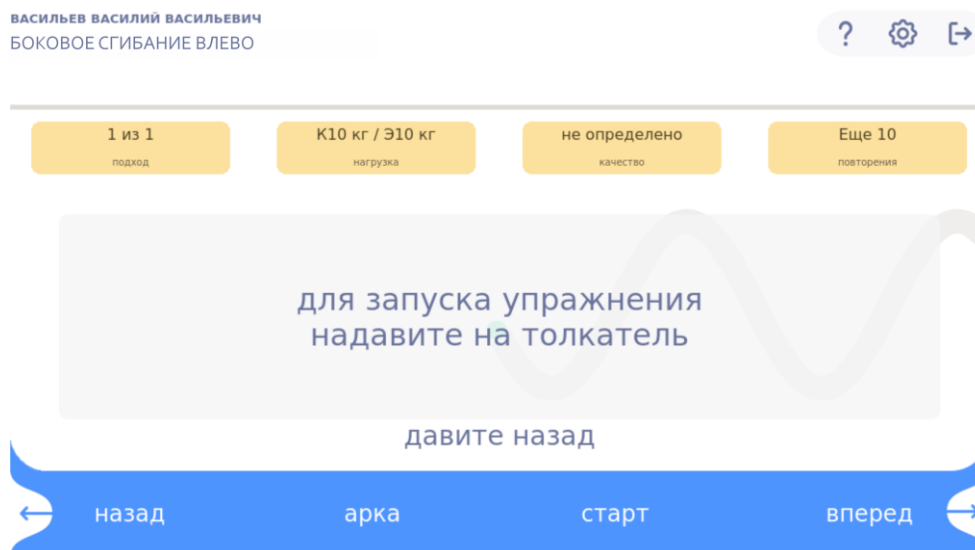 ВАСИЛЬЕВ ВАСИЛИЙ ВАСИЛЬЕВИЧ
БОКОВОЕ СГИБАНИЕ ВЛЕВО
?
1 из 1
подход
К10 кг / Э10 кг
нагрузка
не определено
качество
Еще 10
повторения
для запуска упражнения
надавите на толкатель
давите назад
назад
арка
старт
вперед